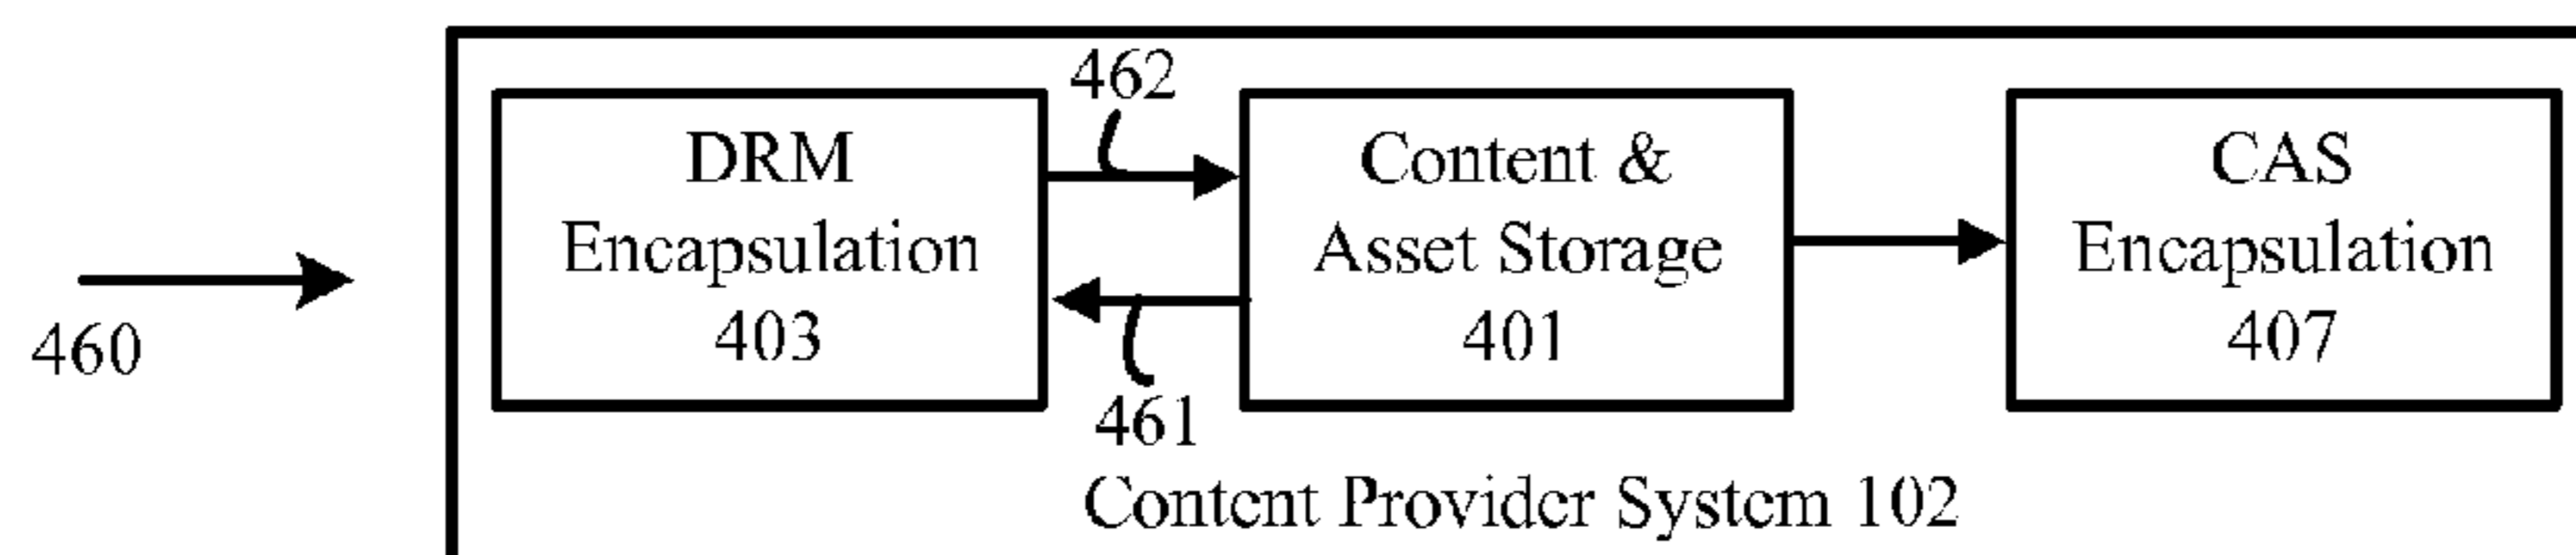 462
DRM
Encapsulation
403
Content &
Asset Storage
401
CAS
Encapsulation
407
460
461
Content Provider System 102